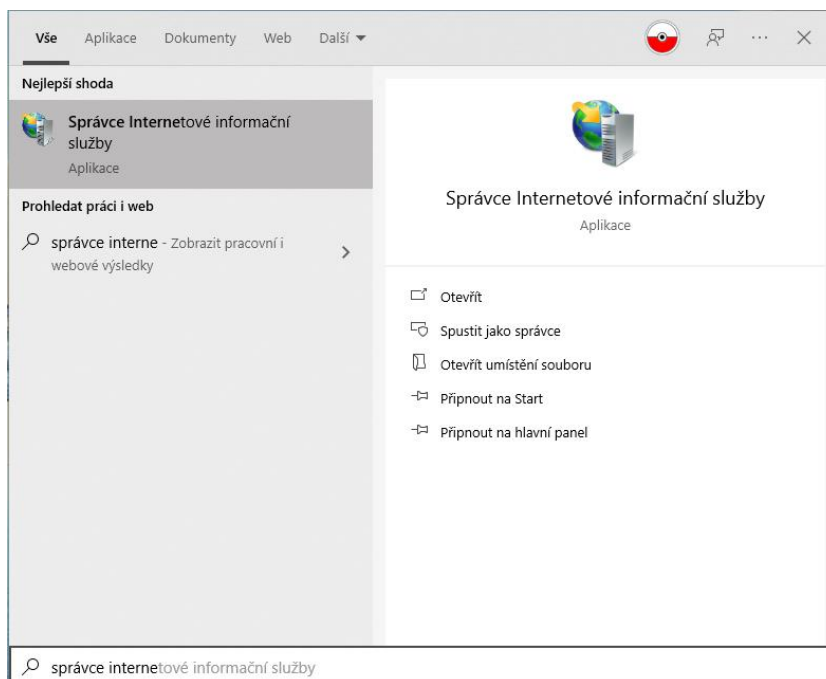 Vše Aplikace Dokumenty Web Další
Nejlepší shoda
Správce Internetové informační
služby
Aplikace
Prohledat práci i web
správce interne - Zobrazit pracovní i
webové výsledky
Správce Internetové informační služby
Aplikace
Otevřít
Spustit jako správce
Otevřít umístění souboru
Připnout na Start
Připnout na hlavní panel
správce internetové informační služby